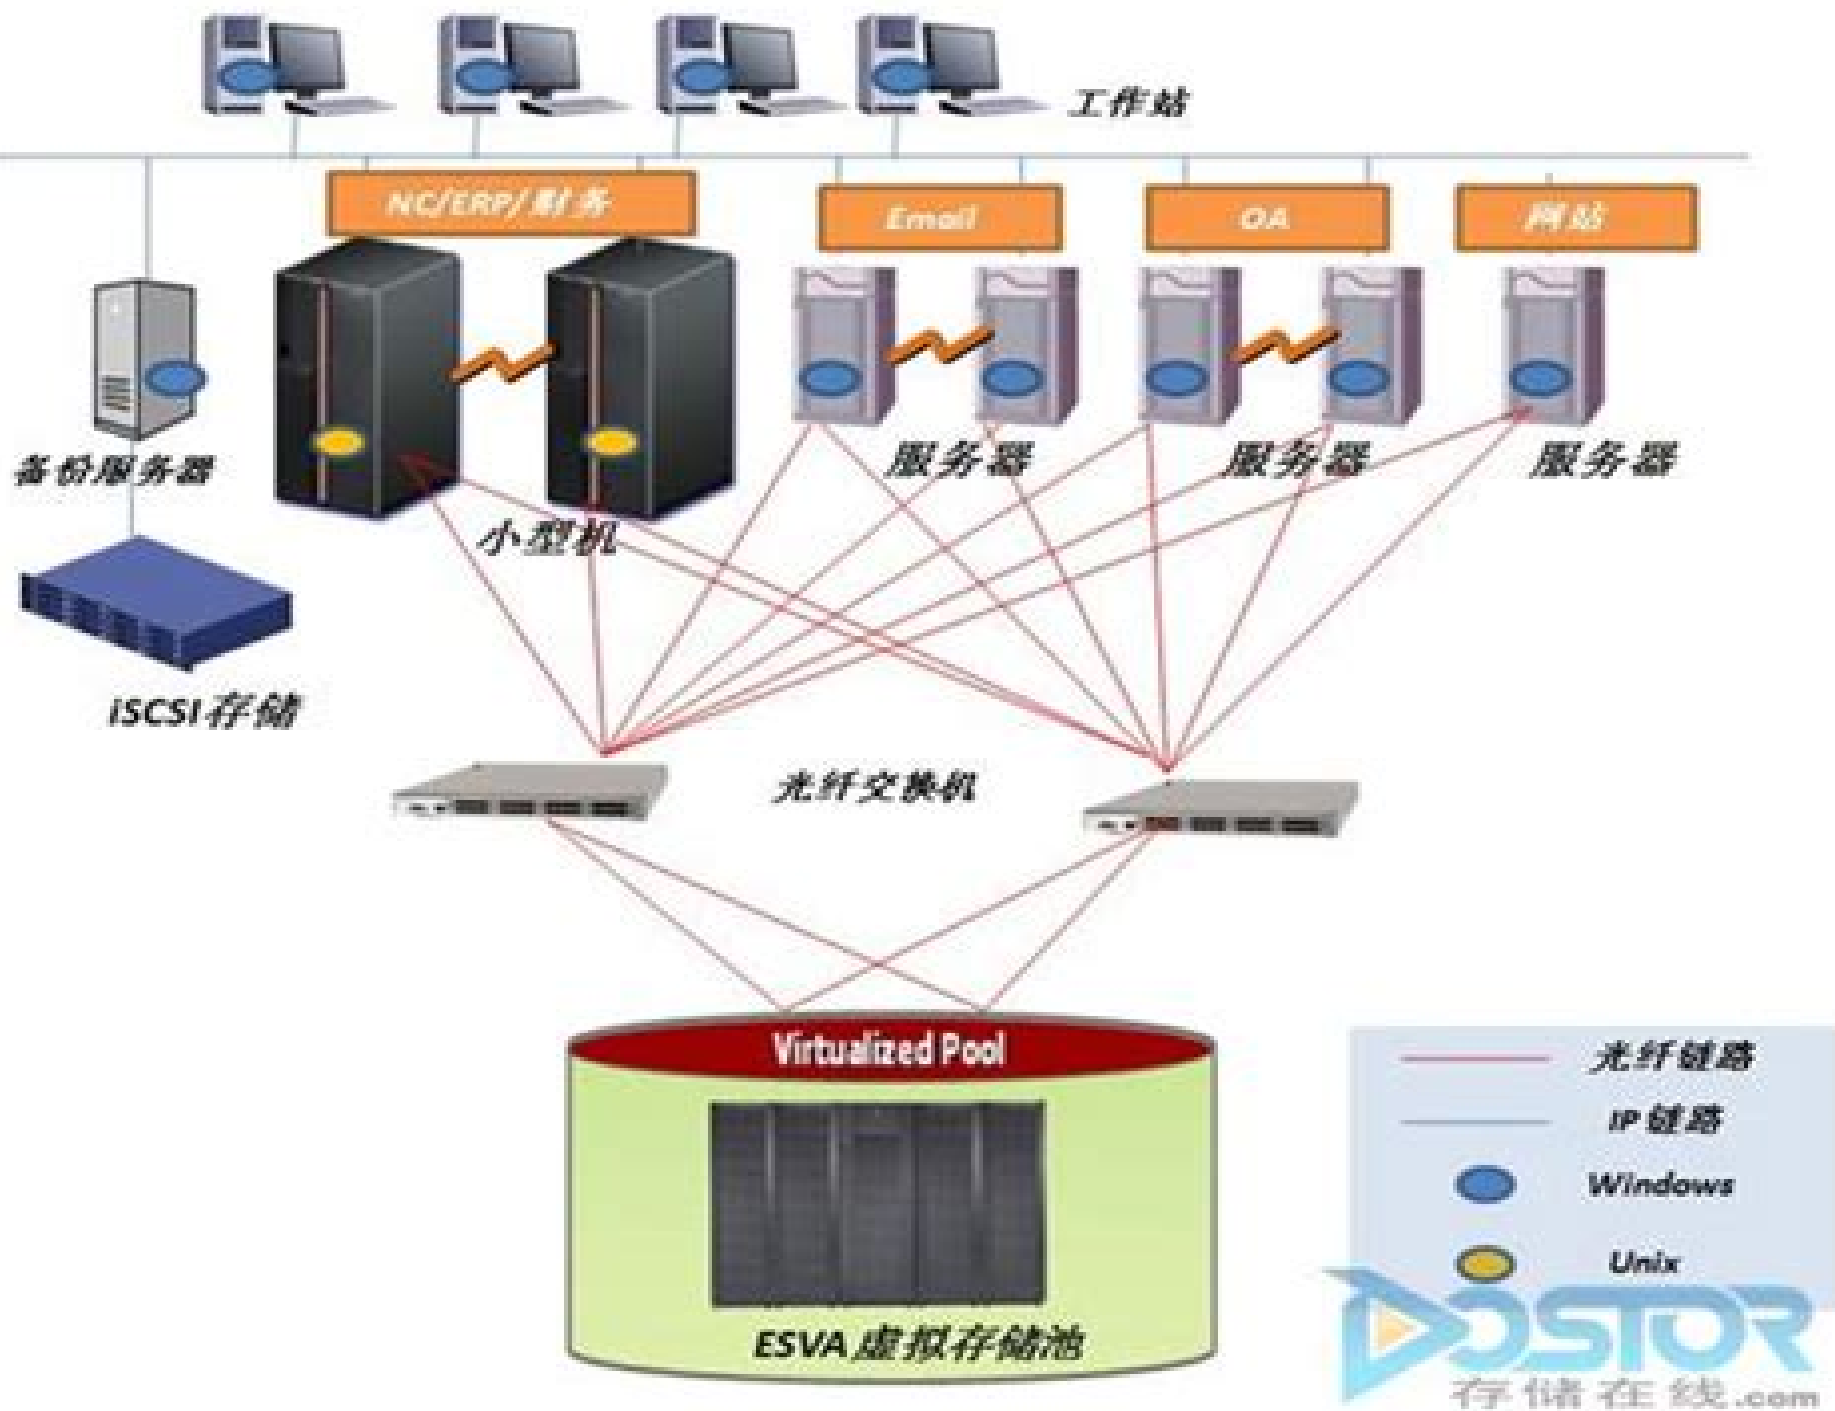 工作站
NC/ERP/财务
Email
OA
网站
备份服务器
小型机
服务器
服务器
服务器
iSCSI存储
光纤交换机
Virtualized Pool
ESVA虚拟存储池
光纤链路
IP链路
Windows
Unix
DOSTOR
存储在线.com